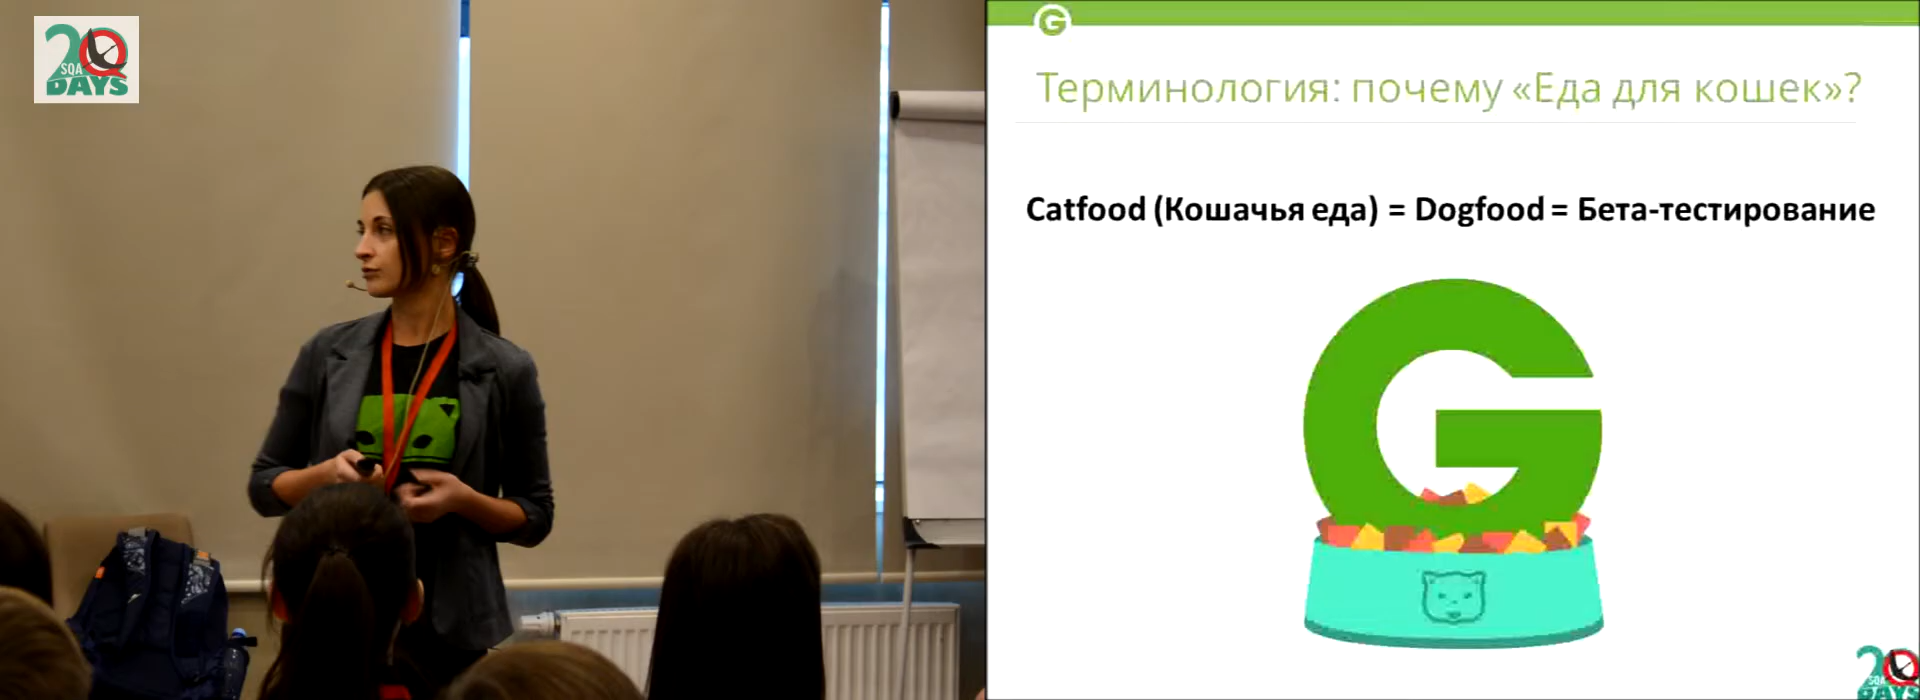 20
SQA
DAYS
G
Терминология: почему «Еда для кошек»?
Catfood (Кошачья еда) = Dogfood = Бета-тестирование
G
20
SQA
DAYS